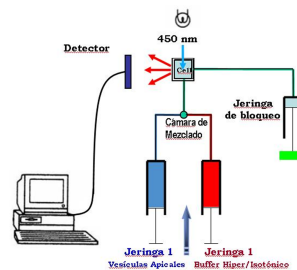 450 nm
Detector
Cell
Jeringa
de bloqueo
Cámara de
Mezclado
Jeringa 1
Vesículas Apicales
Jeringa 1
Buffer Hiper/Isotónico